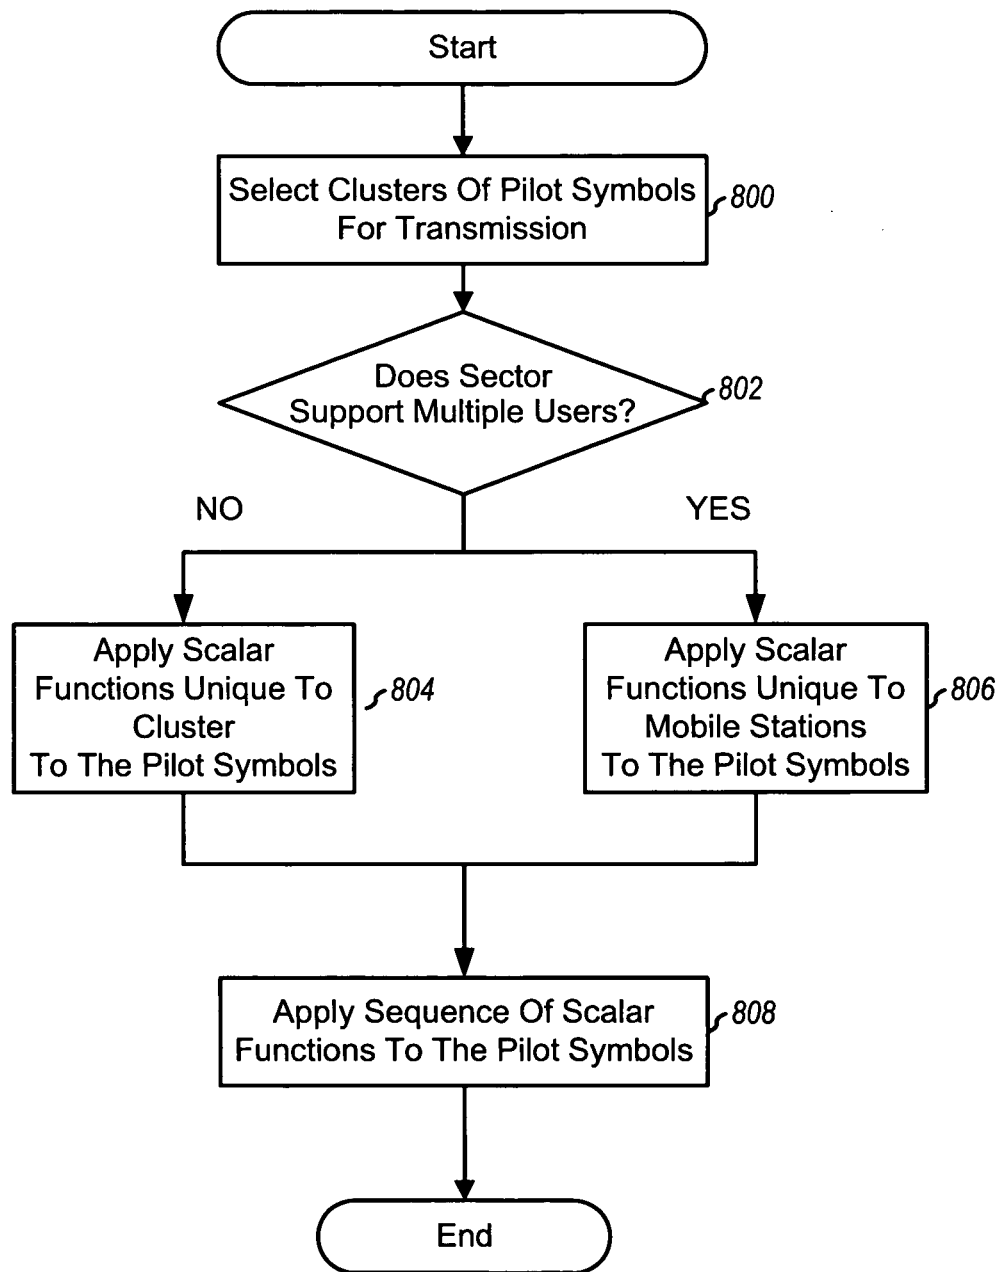 Start
Select Clusters Of Pilot Symbols
For Transmission
800
Does Sector
Support Multiple Users?
802
NO
YES
Apply Scalar
Functions Unique To
Cluster
To The Pilot Symbols
804
Apply Scalar
Functions Unique To
Mobile Stations
To The Pilot Symbols
806
Apply Sequence Of Scalar
Functions To The Pilot Symbols
808
End